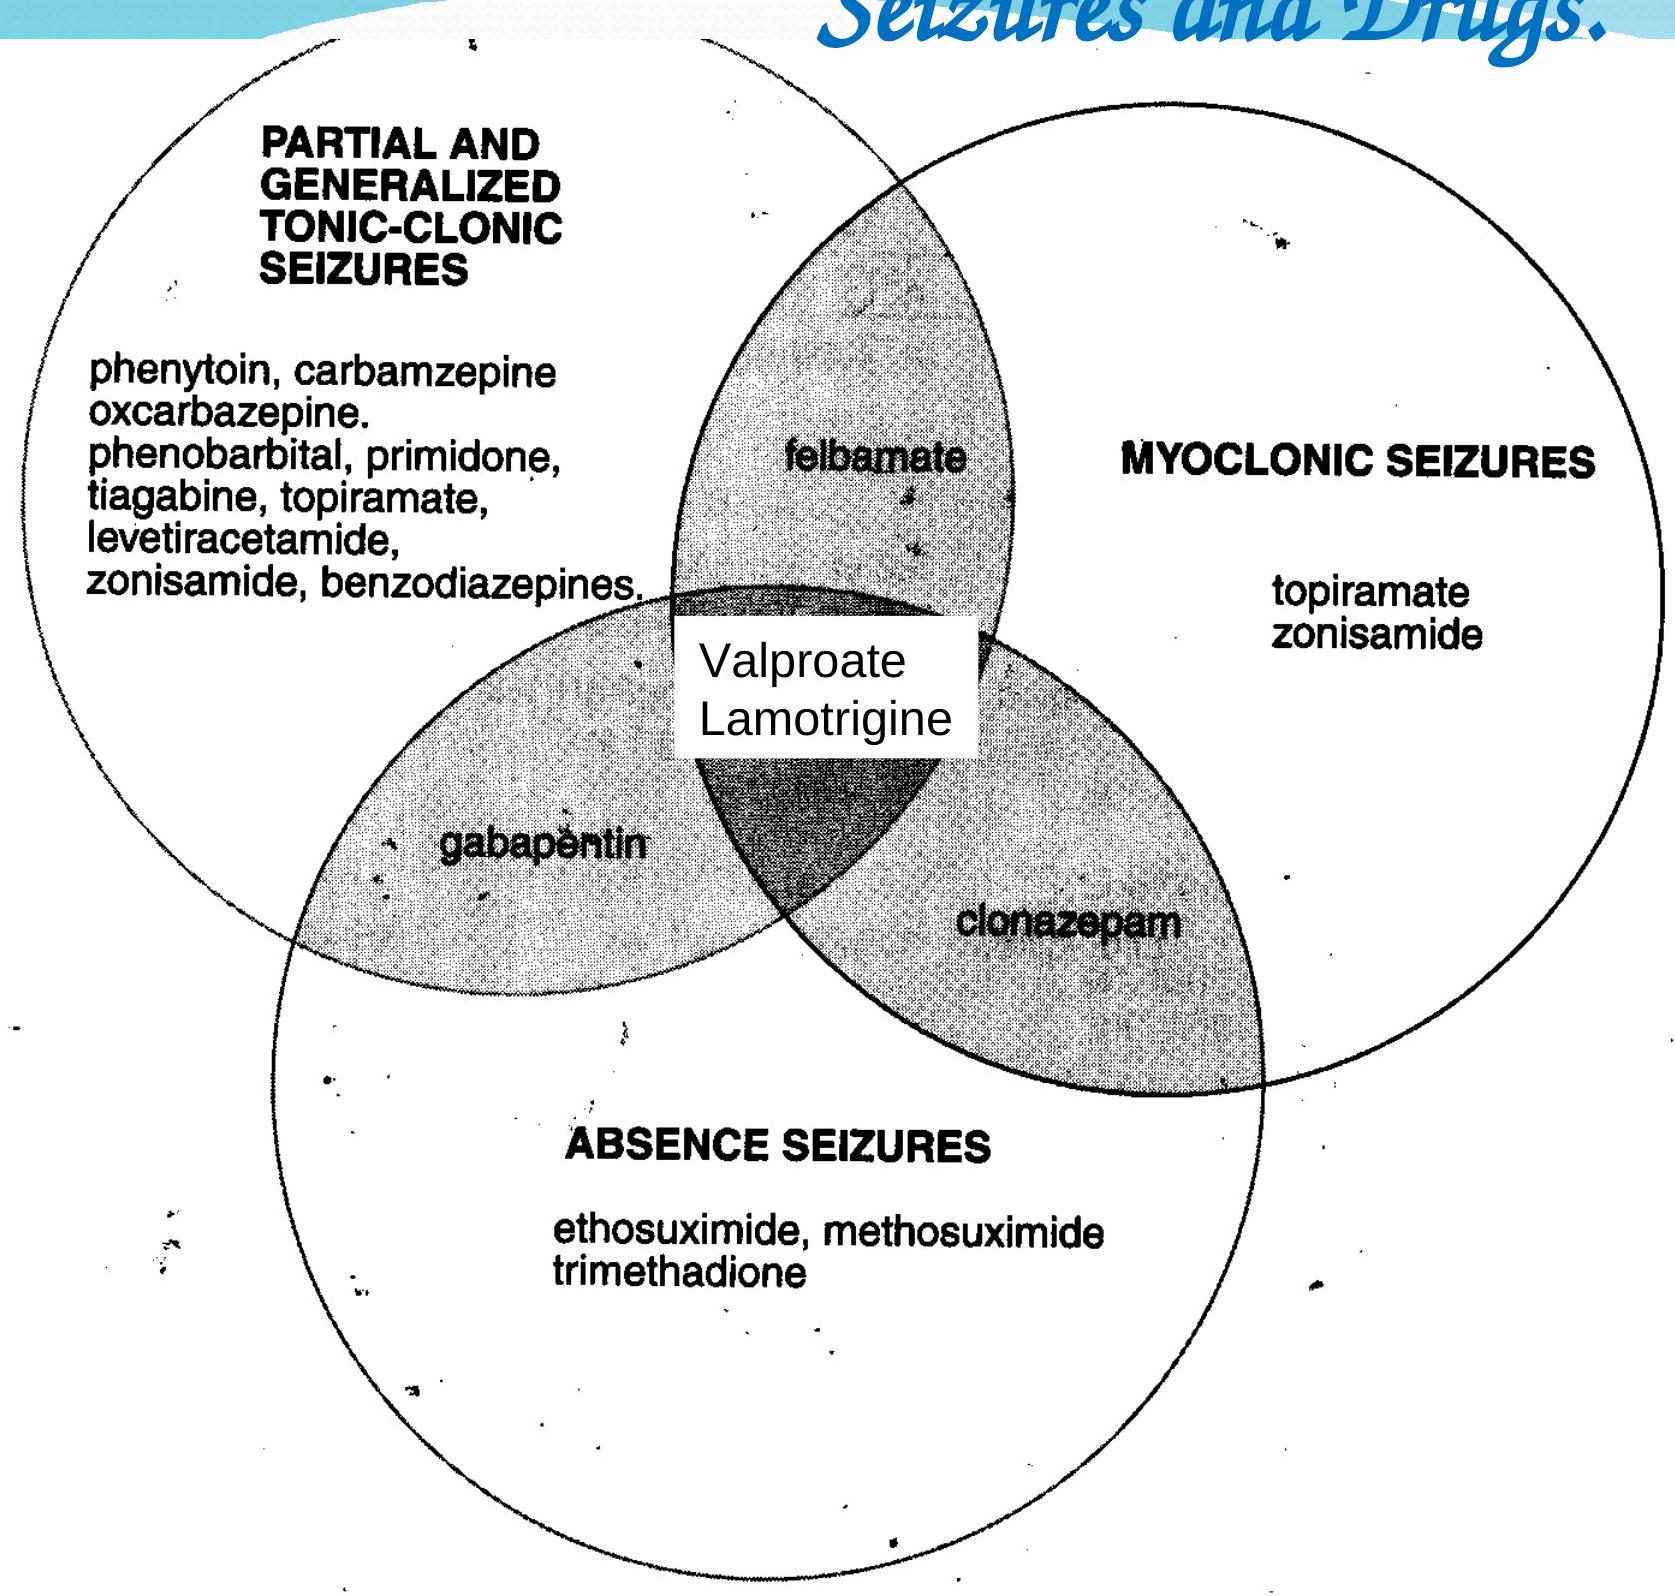 Seizures and Drugs.
PARTIAL AND
GENERALIZED
TONIC-CLONIC
SEIZURES
phenytoin, carbamzepine
oxcarbazepine.
phenobarbital, primidone,
tiagabine, topiramate,
levetiracetamide,
zonisamide, benzodiazepines.
felbamate
MYOCLONIC SEIZURES
topiramate
zonisamide
Valproate
Lamotrigine
gabapentin
clonazepam
ABSENCE SEIZURES
ethosuximide, methosuximide
trimethadione